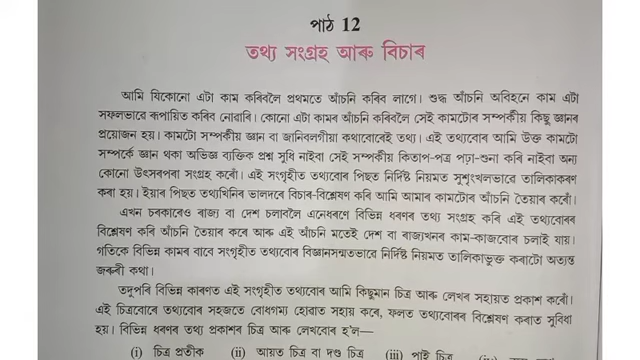 পাঠ 12
তথ্য সংগ্ৰহ আৰু বিচাৰ
আমি যিকোনো এটা কাম কৰিবলৈ প্ৰথমতে আঁচনি কৰিব লাগে। শুদ্ধ আঁচনি অবিহনে কাম এটা
সফলভাৱে ৰূপায়িত কৰিব নোৱাৰি। কোনো এটা কামৰ আঁচনি কৰিবলৈ সেই কামটোৰ সম্পৰ্কীয় কিছু জ্ঞানৰ
প্ৰয়োজন হয়। কামটো সম্পৰ্কীয় জ্ঞান বা জানিবলগীয়া কথাবোৰেই তথ্য। এই তথ্যবোৰ আমি উক্ত কামটো
সম্পৰ্কে জ্ঞান থকা অভিজ্ঞ ব্যক্তিক প্ৰশ্ন সুধি নাইবা সেই সম্পৰ্কীয় কিতাপ-পত্ৰ পঢ়া-শুনা কৰি নাইবা অন্য
কোনো উৎসৰপৰা সংগ্ৰহ কৰোঁ। এই সংগৃহীত তথ্যবোৰ পিছত নিৰ্দিষ্ট নিয়মত সুশৃংখলভাৱে তালিকাকৰণ
কৰা হয়। ইয়াৰ পিছত তথ্যখিনিৰ ভালদৰে বিচাৰ-বিশ্লেষণ কৰি আমি আমাৰ কামটোৰ আঁচনি তৈয়াৰ কৰোঁ।
এখন চৰকাৰেও ৰাজ্য বা দেশ চলাবলৈ এনেধৰণে বিভিন্ন ধৰণৰ তথ্য সংগ্ৰহ কৰি এই তথ্যবোৰৰ
বিশ্লেষণ কৰি আঁচনি তৈয়াৰ কৰে আৰু এই আঁচনি মতেই দেশ বা ৰাজ্যখনৰ কাম-কাজবোৰ চলাই যায়।
গতিকে বিভিন্ন কামৰ বাবে সংগৃহীত তথ্যবোৰ বিজ্ঞানসন্মতভাৱে নিৰ্দিষ্ট নিয়মত তালিকাভুক্ত কৰাটো অত্যন্ত
জৰুৰী কথা।
তদুপৰি বিভিন্ন কাৰণত এই সংগৃহীত তথ্যবোৰ আমি কিছুমান চিত্ৰ আৰু লেখৰ সহায়ত প্ৰকাশ কৰোঁ।
এই চিত্ৰবোৰে তথ্যবোৰ সহজতে বোধগম্য হোৱাত সহায় কৰে, ফলত তথ্যবোৰৰ বিশ্লেষণ কৰাত সুবিধা
হয়। বিভিন্ন ধৰণৰ তথ্য প্ৰকাশৰ চিত্ৰ আৰু লেখবোৰ হ'ল—
(i) চিত্ৰ প্ৰতীক (ii) আয়ত চিত্ৰ বা দণ্ড চিত্ৰ (iii) পাই চিত্ৰ